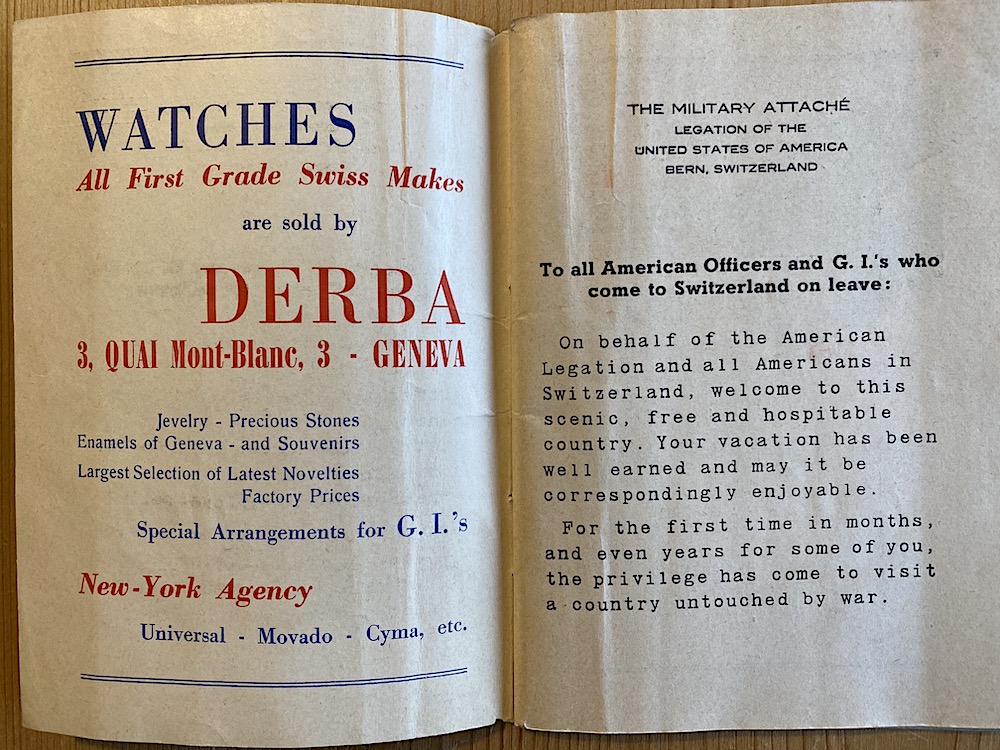 WATCHES
All First Grade Swiss Makes
are sold by
DERBA
3, QUAI Mont-Blanc, 3 - GENEVA
Jewelry - Precious Stones
Enamels of Geneva - and Souvenirs
Largest Selection of Latest Novelties
Factory Prices
Special Arrangements for G. I.'s
New-York Agency
Universal - Movado - Cyma, etc.
THE MILITARY ATTACHÉ
LEGATION OF THE
UNITED STATES OF AMERICA
BERN, SWITZERLAND
To all American Officers and G. I.'s who
come to Switzerland on leave:
On behalf of the American
Legation and all Americans in
Switzerland, welcome to this
scenic, free and hospitable
country. Your vacation has been
well earned and may it be
correspondingly enjoyable.
For the first time in months,
and even years for some of you,
the privilege has come to visit
a country untouched by war.